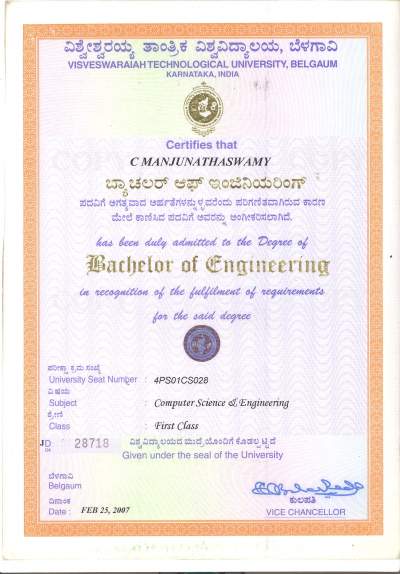 ವಿಶ್ವೇಶ್ವರಯ್ಯ ತಾಂತ್ರಿಕ ವಿಶ್ವವಿದ್ಯಾಲಯ, ಬೆಳಗಾವಿ
VISVESWARAIAH TECHNOLOGICAL UNIVERSITY, BELGAUM
KARNATAKA, INDIA
Certifies that
C MANJUNATHASWAMY
ಬ್ಯಾಚಲರ್ ಆಫ್ ಇಂಜಿನಿಯರಿಂಗ್
ಪದವಿಗೆ ಅಗತ್ಯವಾದ ಅರ್ಹತೆಗಳನ್ನುಳ್ಳವರೆಂದು ಪರಿಗಣಿತವಾಗಿರುವ ಕಾರಣ
ಮೇಲೆ ಕಾಣಿಸಿದ ಪದವಿಗೆ ಅವರನ್ನು ಅಂಗೀಕರಿಸಲಾಗಿದೆ.
has been duly admitted to the Degree of
Bachelor of Engineering
in recognition of the fulfilment of requirements
for the said degree
ಪರೀಕ್ಷಾ ಕ್ರಮ ಸಂಖ್ಯೆ
University Seat Number : 4PS01CS028
ವಿಷಯ
Subject : Computer Science & Engineering
ಶ್ರೇಣಿ
Class : First Class
28718 ವಿಶ್ವವಿದ್ಯಾಲಯದ ಮುದ್ರೆಯೊಂದಿಗೆ ಕೊಡಲ್ಪಟ್ಟಿದೆ
Given under the seal of the University
ಬೆಳಗಾವಿ
Belgaum
ದಿನಾಂಕ
Date : FEB 25, 2007
ಕುಲಪತಿ
VICE CHANCELLOR